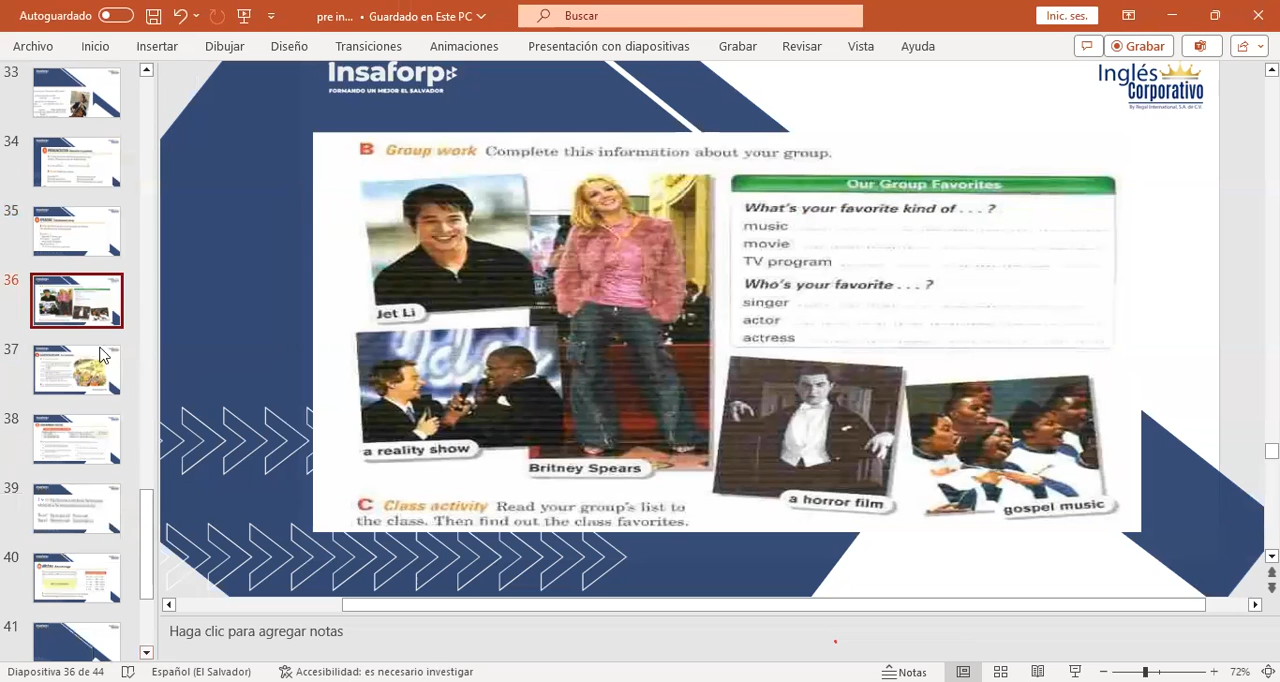 Autoguardado
pre in... • Guardado en Este PC
Buscar
Inic. ses.
Archivo Inicio Insertar Dibujar Diseño Transiciones Animaciones Presentación con diapositivas Grabar Revisar Vista Ayuda
Grabar
33
34
35
36
37
38
39
40
41
Insaforp
FORMANDO UN MEJOR EL SALVADOR
Inglés
Corporativo
By Regal International, S.A. de C.V.
B Group work Complete this information about your group.
Jet Li
a reality show
Britney Spears
Our Group Favorites
What's your favorite kind of . . . ?
music
movie
TV program
Who's your favorite . . . ?
singer
actor
actress
a horror film
gospel music
C Class activity Read your group's list to
the class. Then find out the class favorites.
Haga clic para agregar notas
Diapositiva 36 de 44 Español (El Salvador) Accesibilidad: es necesario investigar Notas 72%